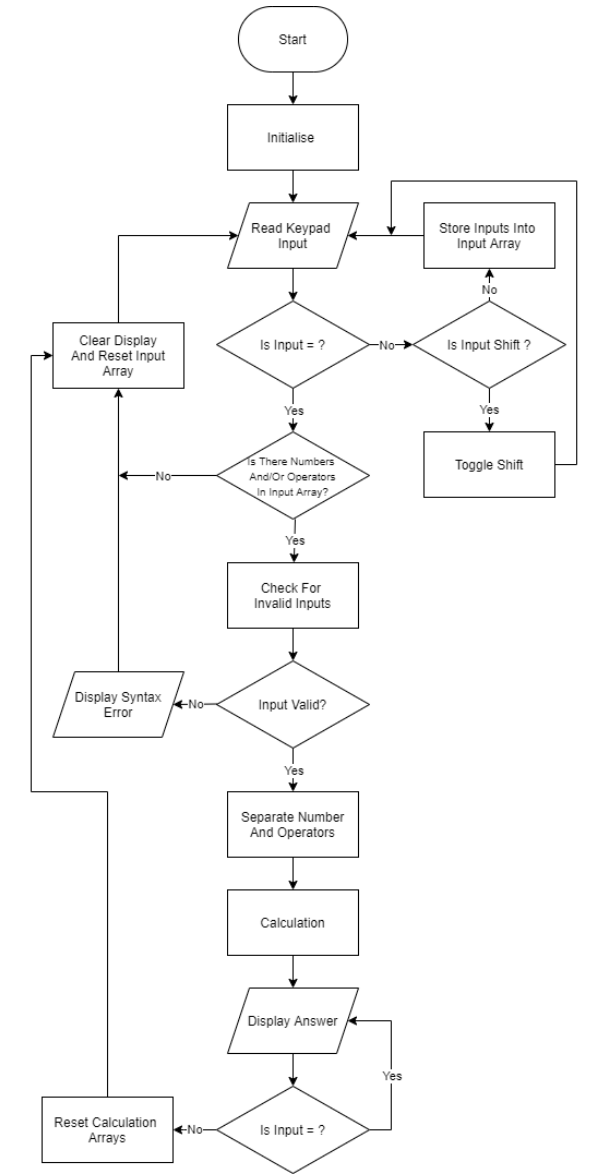 Start
Initialise
Read Keypad
Input
Store Inputs Into
Input Array
No
Clear Display
And Reset Input
Array
Is Input = ?
No
Is Input Shift ?
Yes
Yes
Is There Numbers
And/Or Operators
In Input Array?
No
Toggle Shift
Yes
Check For
Invalid Inputs
Display Syntax
Error
No
Input Valid?
Yes
Separate Number
And Operators
Calculation
Display Answer
Yes
Reset Calculation
Arrays
No
Is Input = ?